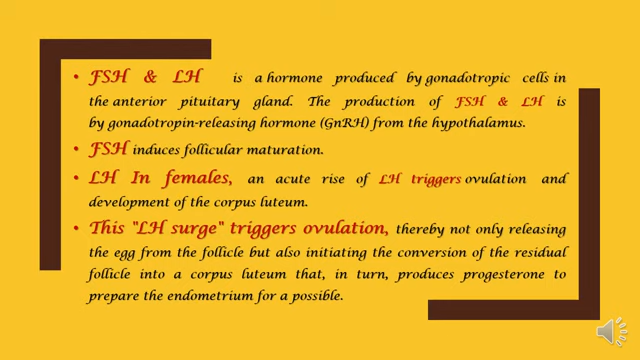 • FSH & LH is a hormone produced by gonadotropic cells in
the anterior pituitary gland. The production of FSH & LH is
by gonadotropin-releasing hormone (GnRH) from the hypothalamus.
• FSH induces follicular maturation.
• LH In females, an acute rise of LH triggers ovulation and
development of the corpus luteum.
• This "LH surge" triggers ovulation, thereby not only releasing
the egg from the follicle but also initiating the conversion of the residual
follicle into a corpus luteum that, in turn, produces progesterone to
prepare the endometrium for a possible.